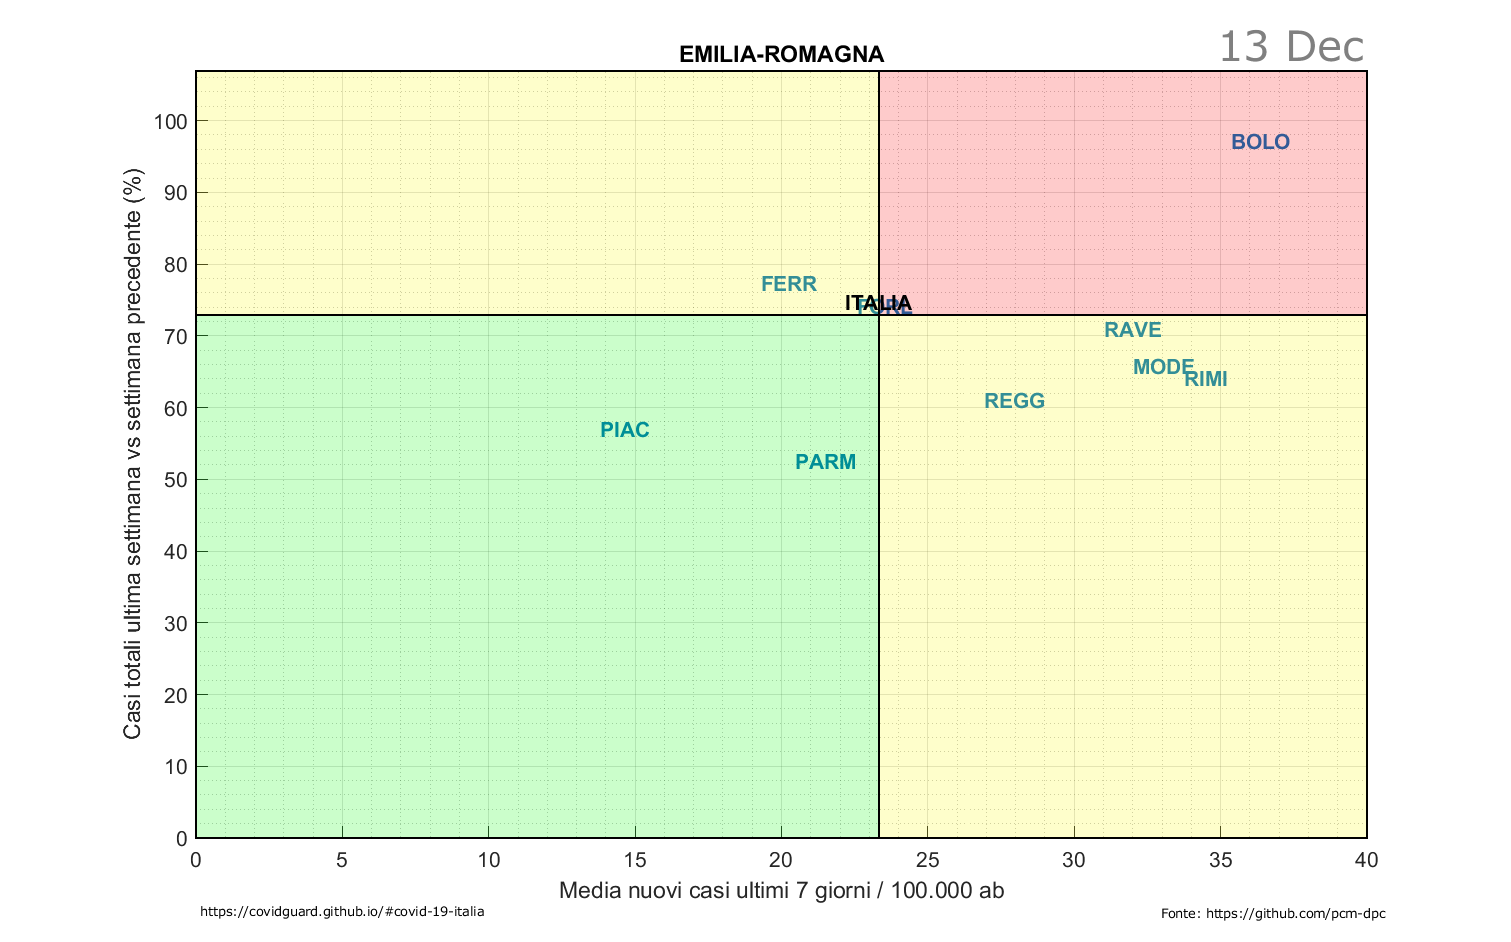 13 Dec
EMILIA-ROMAGNA
Casi totali ultima settimana vs settimana precedente (%)
100
90
80
70
60
50
40
30
20
10
0
BOLO
FERR
ITALIA
FORL
RAVE
MODE
RIMI
REGG
PIAC
PARM
0 5 10 15 20 25 30 35 40
Media nuovi casi ultimi 7 giorni / 100.000 ab
https://covidguard.github.io/#covid-19-italia
Fonte: https://github.com/pcm-dpc